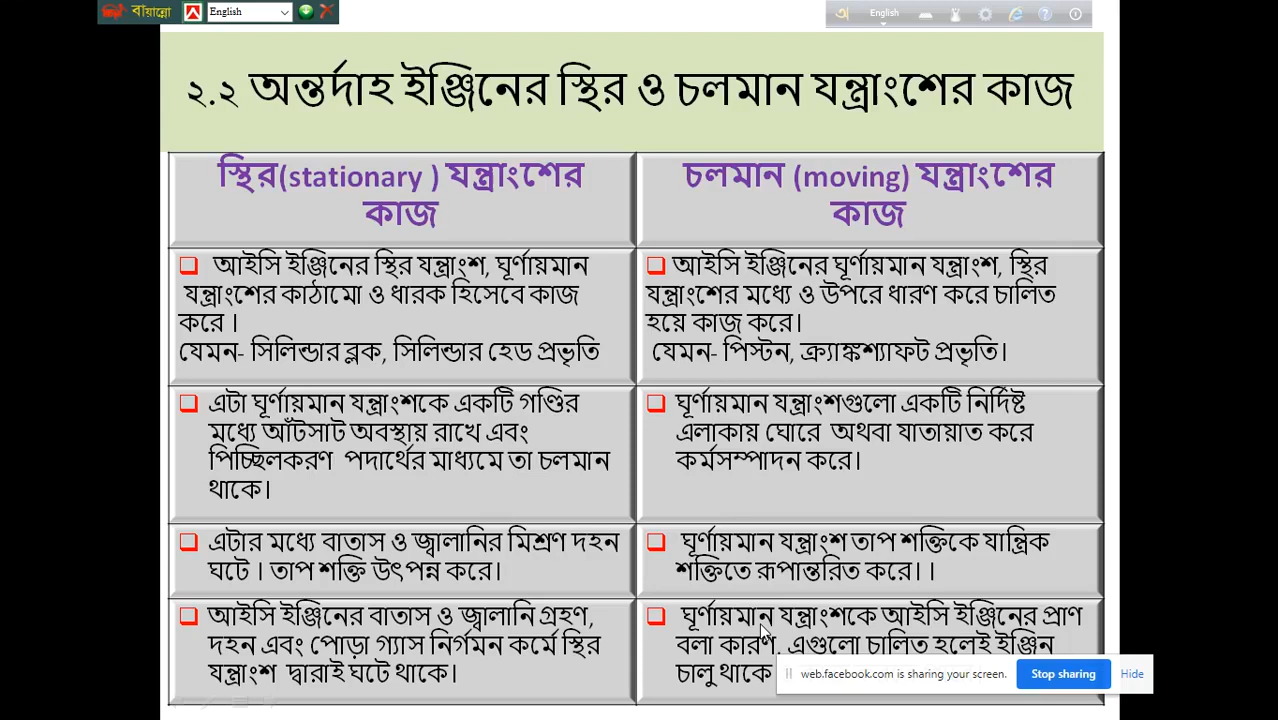 বায়ান্নো English
English
২.২ অন্তর্দাহ ইঞ্জিনের স্থির ও চলমান যন্ত্রাংশের কাজ
স্থির(stationary ) যন্ত্রাংশের
কাজ
চলমান (moving) যন্ত্রাংশের
কাজ
আইসি ইঞ্জিনের স্থির যন্ত্রাংশ, ঘূর্ণায়মান
যন্ত্রাংশের কাঠামো ও ধারক হিসেবে কাজ
করে ।
যেমন- সিলিন্ডার ব্লক, সিলিন্ডার হেড প্রভৃতি
আইসি ইঞ্জিনের ঘূর্ণায়মান যন্ত্রাংশ, স্থির
যন্ত্রাংশের মধ্যে ও উপরে ধারণ করে চালিত
হয়ে কাজ করে।
যেমন- পিস্টন, ক্র্যাঙ্কশ্যাফট প্রভৃতি।
এটা ঘূর্ণায়মান যন্ত্রাংশকে একটি গণ্ডির
মধ্যে আঁটসাট অবস্থায় রাখে এবং
পিচ্ছিলকরণ পদার্থের মাধ্যমে তা চলমান
থাকে।
ঘূর্ণায়মান যন্ত্রাংশগুলো একটি নির্দিষ্ট
এলাকায় ঘোরে অথবা যাতায়াত করে
কর্মসম্পাদন করে।
এটার মধ্যে বাতাস ও জ্বালানির মিশ্রণ দহন
ঘটে । তাপ শক্তি উৎপন্ন করে।
ঘূর্ণায়মান যন্ত্রাংশ তাপ শক্তিকে যান্ত্রিক
শক্তিতে রূপান্তরিত করে।।
আইসি ইঞ্জিনের বাতাস ও জ্বালানি গ্রহণ,
দহন এবং পোড়া গ্যাস নির্গমন কর্মে স্থির
যন্ত্রাংশ দ্বারাই ঘটে থাকে।
ঘূর্ণায়মান যন্ত্রাংশকে আইসি ইঞ্জিনের প্রাণ
বলা কারণ, এগুলো চালিত হলেই ইঞ্জিন
চালু থাকে
web.facebook.com is sharing your screen. Stop sharing Hide